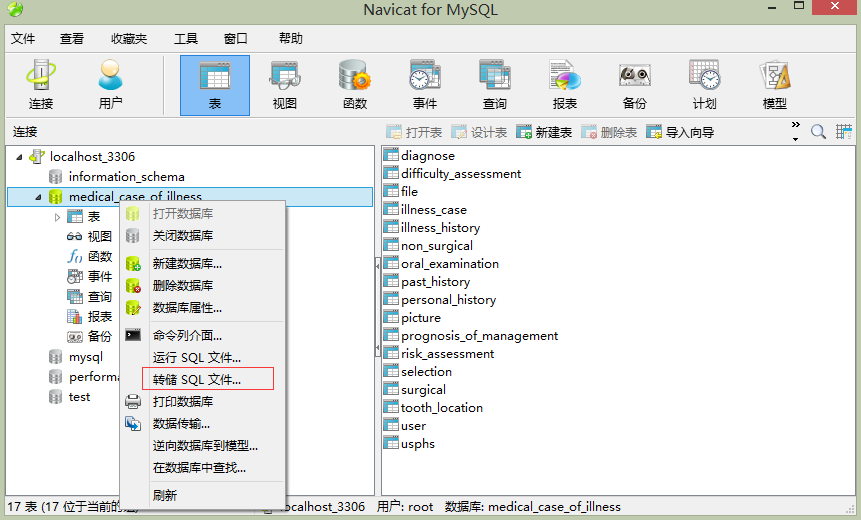 Navicat for MySQL
文件 查看 收藏夹 工具 窗口 帮助
连接 用户 表 视图 函数 事件 查询 报表 备份 计划 模型
连接
打开表 设计表 新建表 删除表 导入向导
localhost_3306
information_schema
medical_case_of_illness
表
视图
函数
事件
查询
报表
备份
mysql
performa
test
打开数据库
关闭数据库
新建数据库...
删除数据库
数据库属性...
命令列介面...
运行 SQL 文件...
转储 SQL 文件...
打印数据库
数据传输...
逆向数据库到模型...
在数据库中查找...
刷新
diagnose
difficulty_assessment
file
illness_case
illness_history
non_surgical
oral_examination
past_history
personal_history
picture
prognosis_of_management
risk_assessment
selection
surgical
tooth_location
user
usphs
17 表 (17 位于当前的 localhost_3306 用户: root 数据库: medical_case_of_illness